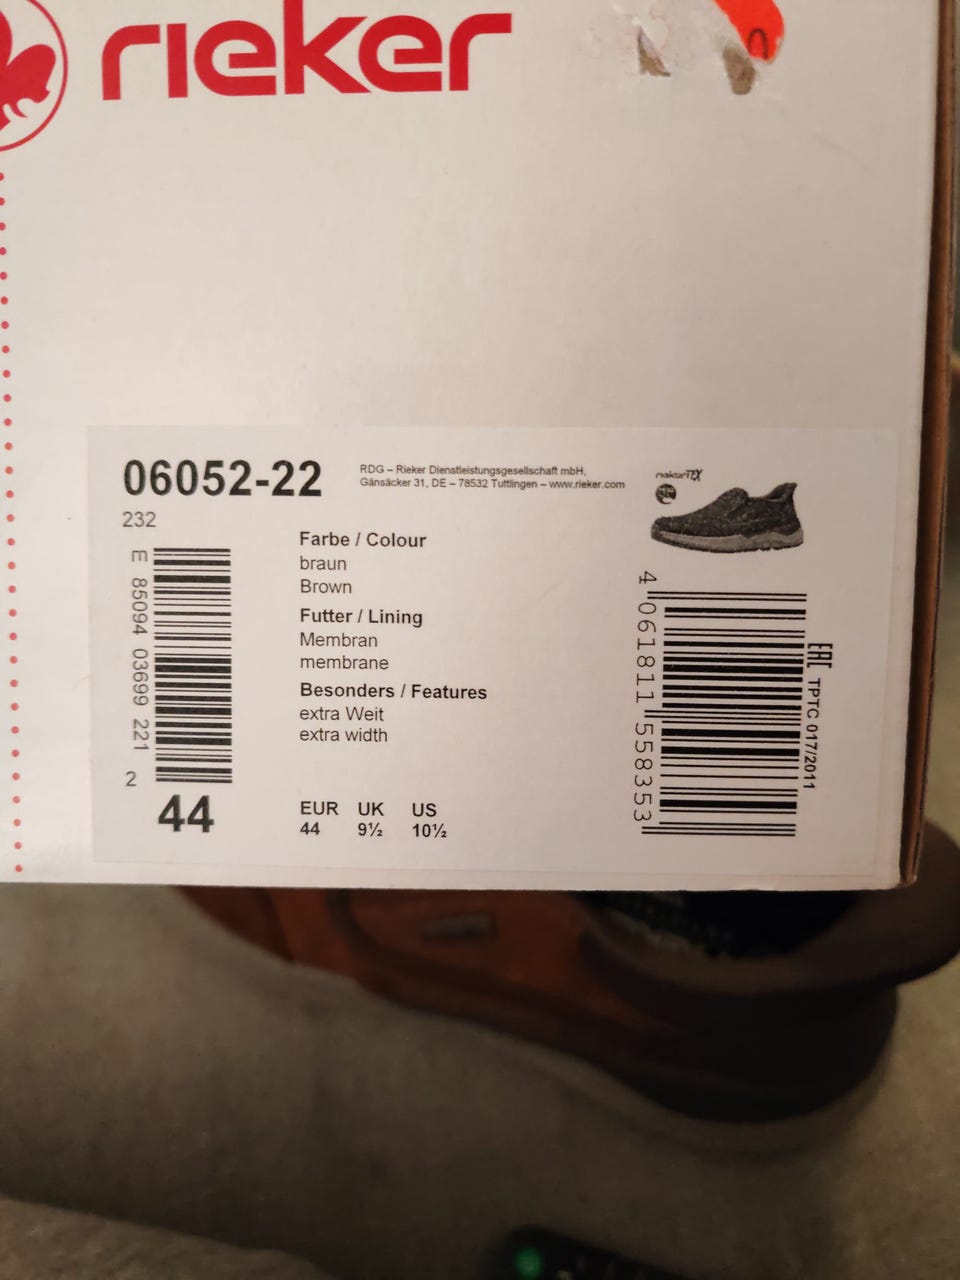 rieker
06052-22
RDG – Rieker Dienstleistungsgesellschaft mbH,
Gänsäcker 31, DE – 78532 Tuttlingen – www.rieker.com
232
riekerTEX
E 85094 03699 221 2
Farbe / Colour
braun
Brown
Futter / Lining
Membran
membrane
Besonders / Features
extra Weit
extra width
44
EUR UK US
44 9½ 10½
4 061811 558353
EAC TPTC 017/2011